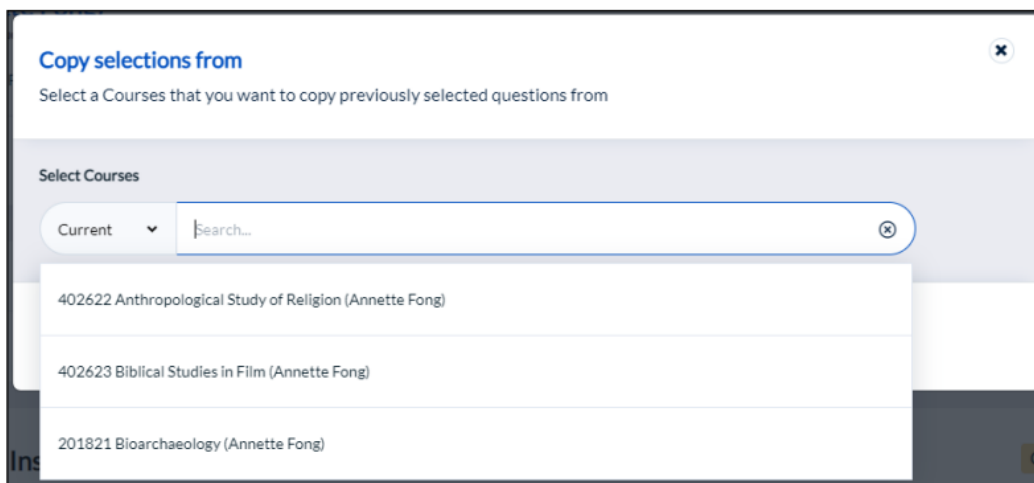 Copy selections from
Select a Courses that you want to copy previously selected questions from
Select Courses
Current Search...
402622 Anthropological Study of Religion (Annette Fong)
402623 Biblical Studies in Film (Annette Fong)
201821 Bioarchaeology (Annette Fong)
Ins